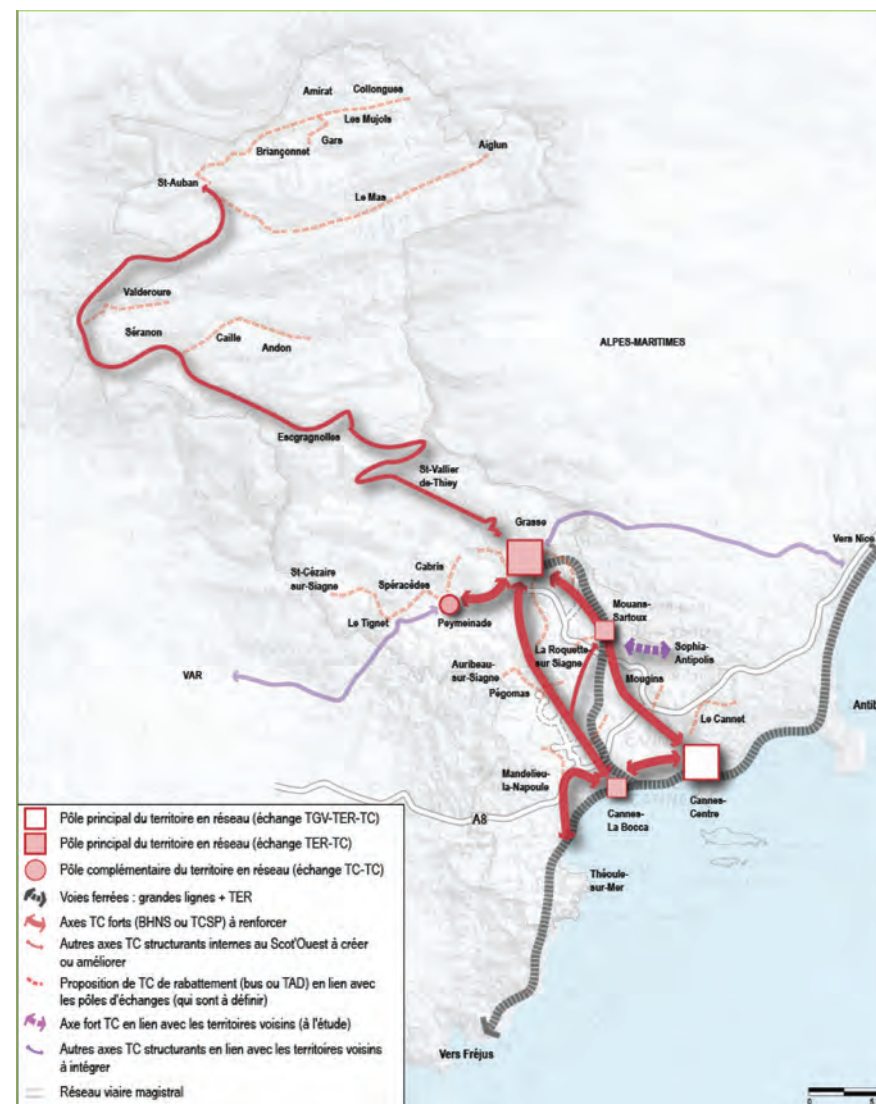 Amirat
Collongues
Les Mujols
Gars
Briançonnet
Aiglun
St-Auban
Le Mas
Valderoure
Séranon
Caille
Andon
ALPES-MARITIMES
Escgragnolles
St-Vallier
de-Thiey
Grasse
Vers Nice
Cabris
St-Cézaire
sur-Siagne
Spéracédes
Mouans-
Sartoux
Le Tignet
Peymeinade
La Roquette
sur Siagne
Sophia-
Antipolis
Auribeau-
sur-Siagne
VAR
Pégomas
Mougins
Le Cannet
Antib
Mandelieu-
la-Napoule
A8
Cannes-
La Bocca
Cannes-
Centre
Théoule-
sur-Mer
Vers Fréjus
Pôle principal du territoire en réseau (échange TGV-TER-TC)
Pôle principal du territoire en réseau (échange TER-TC)
Pôle complémentaire du territoire en réseau (échange TC-TC)
Voies ferrées : grandes lignes + TER
Axes TC forts (BHNS ou TCSP) à renforcer
Autres axes TC structurants internes au Scot'Ouest à créer
ou améliorer
Proposition de TC de rabattement (bus ou TAD) en lien avec
les pôles d'échanges (qui sont à définir)
Axe fort TC en lien avec les territoires voisins (à l'étude)
Autres axes TC structurants en lien avec les territoires voisins
à intégrer
Réseau viaire magistral
0